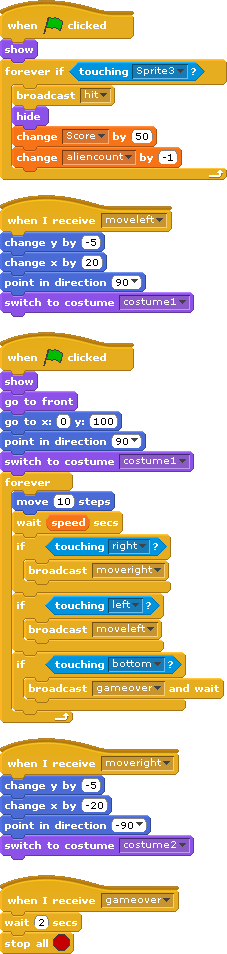 when clicked
show
forever if touching Sprite3 ?
broadcast hit
hide
change Score by 50
change aliencount by -1
when I receive moveleft
change y by -5
change x by 20
point in direction 90
switch to costume costume1
when clicked
show
go to front
go to x: 0 y: 100
point in direction 90
switch to costume costume1
forever
move 10 steps
wait speed secs
if touching right ?
broadcast moveright
if touching left ?
broadcast moveleft
if touching bottom ?
broadcast gameover and wait
when I receive moveright
change y by -5
change x by -20
point in direction -90
switch to costume costume2
when I receive gameover
wait 2 secs
stop all